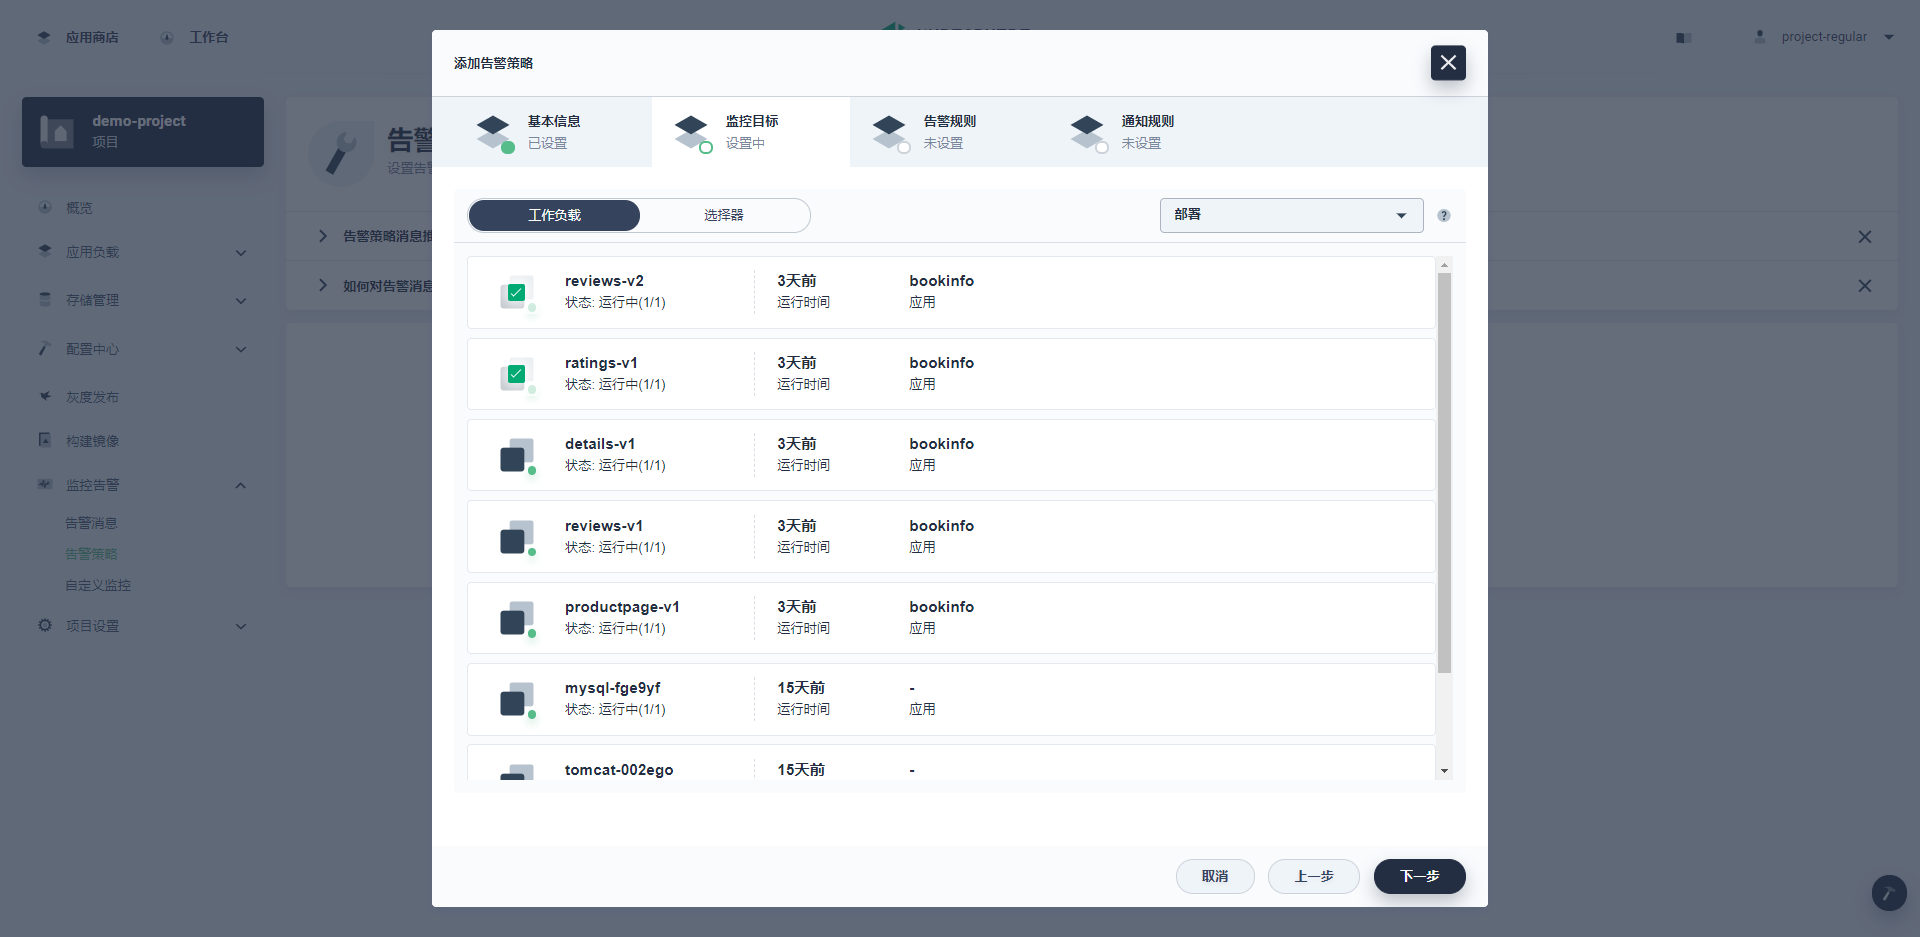 应用商店
工作台
project-regular
demo-project
项目
概览
应用负载
存储管理
配置中心
灰度发布
构建镜像
监控告警
告警消息
告警策略
自定义监控
项目设置
告警
设置告警
告警策略消息
如何对告警消息
添加告警策略
基本信息
已设置
监控目标
设置中
告警规则
未设置
通知规则
未设置
工作负载
选择器
部署
?
reviews-v2
状态: 运行中(1/1)
3天前
运行时间
bookinfo
应用
ratings-v1
状态: 运行中(1/1)
3天前
运行时间
bookinfo
应用
details-v1
状态: 运行中(1/1)
3天前
运行时间
bookinfo
应用
reviews-v1
状态: 运行中(1/1)
3天前
运行时间
bookinfo
应用
productpage-v1
状态: 运行中(1/1)
3天前
运行时间
bookinfo
应用
mysql-fge9yf
状态: 运行中(1/1)
15天前
运行时间
-
应用
tomcat-002ego
15天前
-
取消
上一步
下一步